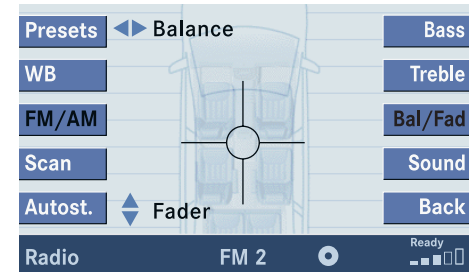 Presets Balance Bass
WB Treble
FM/AM Bal/Fad
Scan Sound
Autost. Fader Back
Radio FM 2 Ready